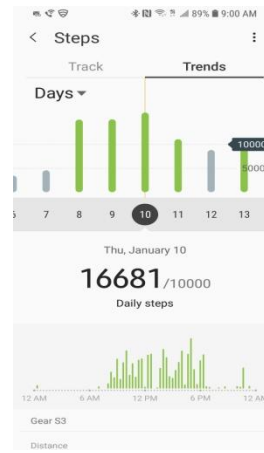 89% 9:00 AM
Steps
Track Trends
Days
10000
5000
6 7 8 9 10 11 12 13
Thu, January 10
16681/10000
Daily steps
12 AM 6 AM 12 PM 6 PM 12 AM
Gear S3
Distance